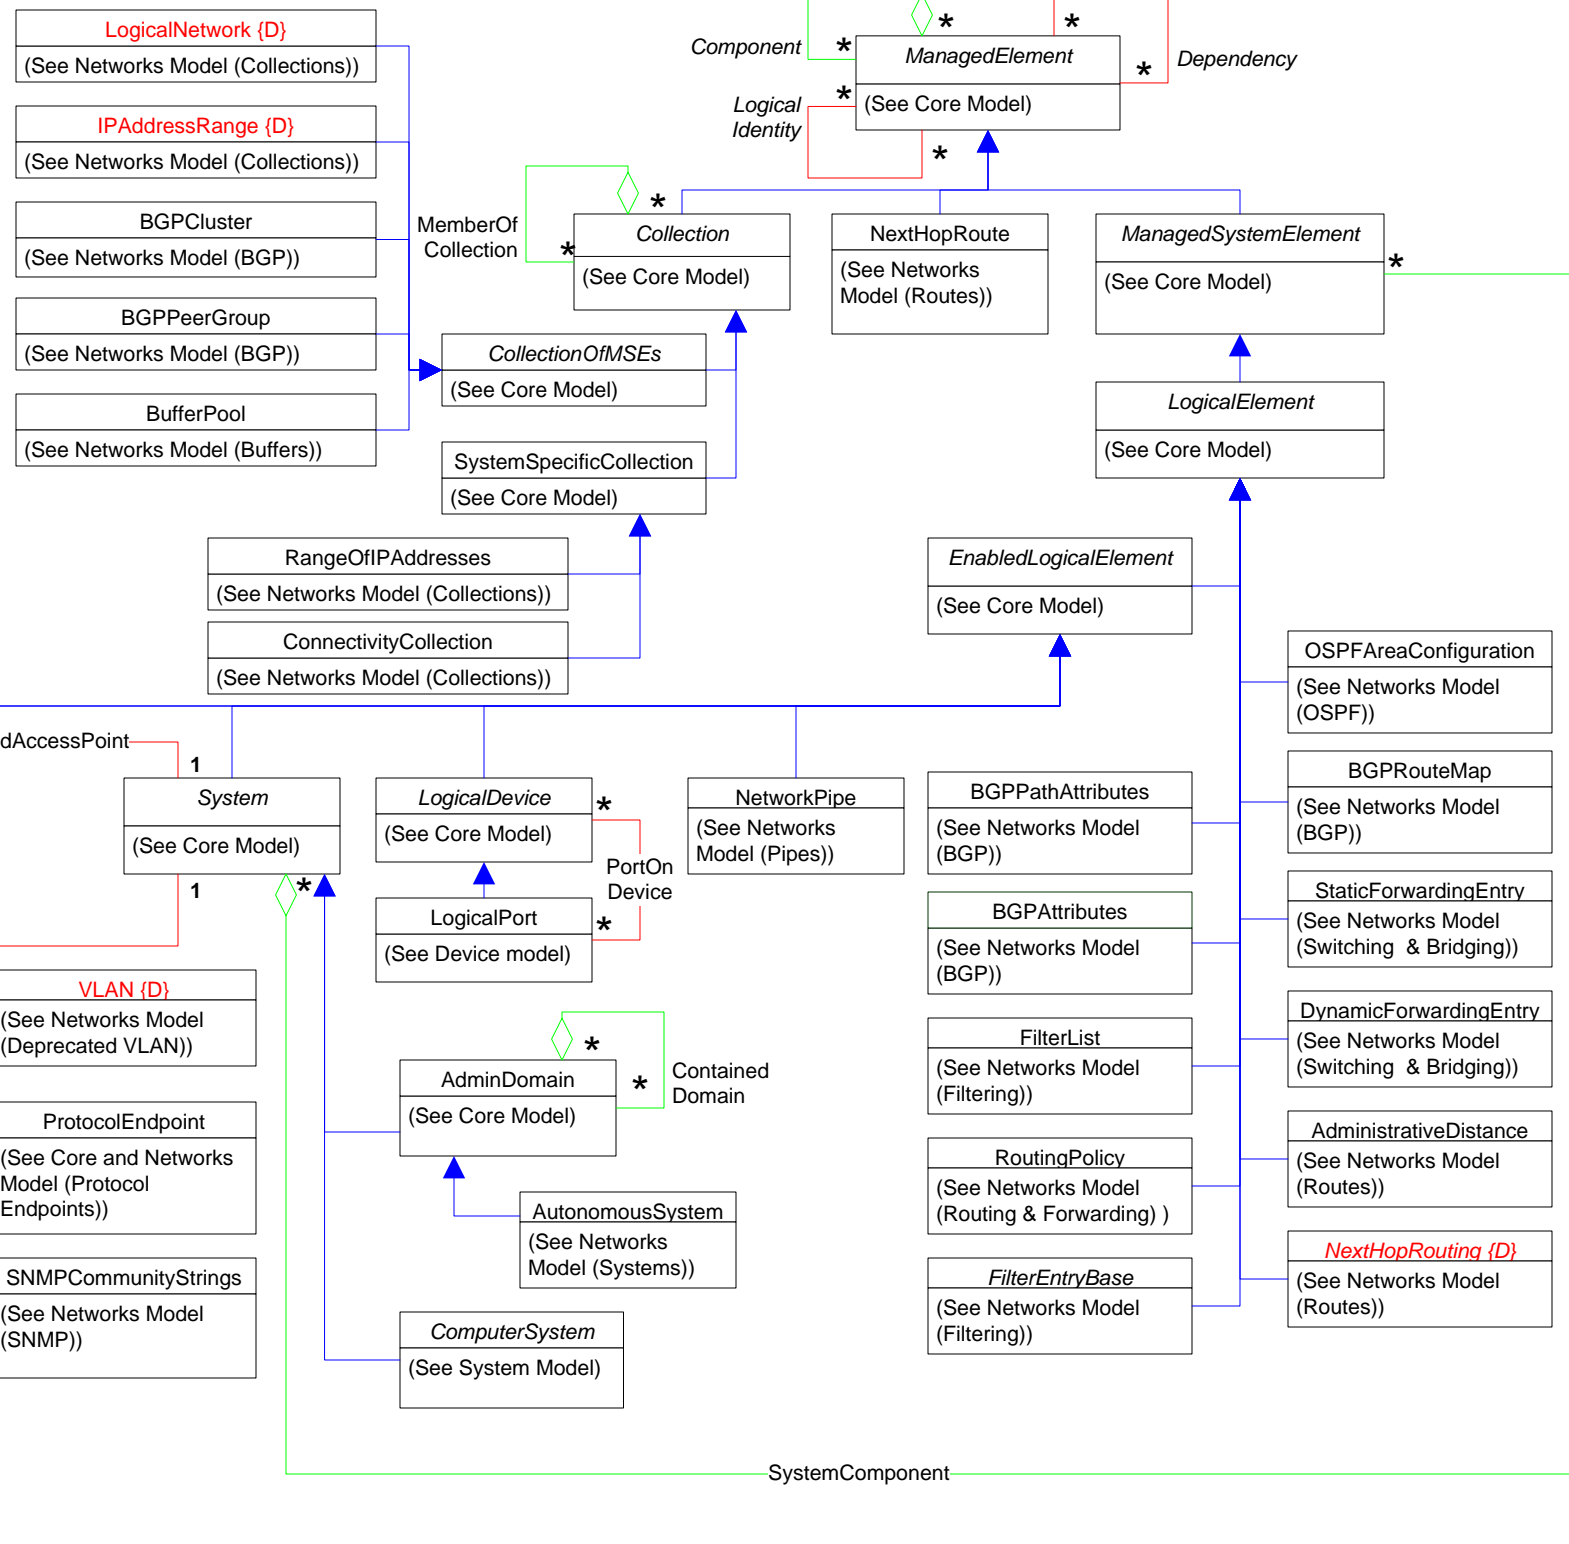 LogicalNetwork {D}
(See Networks Model (Collections))
IPAddressRange {D}
(See Networks Model (Collections))
BGPCluster
(See Networks Model (BGP))
BGPPeerGroup
(See Networks Model (BGP))
BufferPool
(See Networks Model (Buffers))
Component
*
*
*
ManagedElement
(See Core Model)
*
Dependency
Logical
Identity
*
*
MemberOf
Collection
*
*
Collection
(See Core Model)
NextHopRoute
(See Networks
Model (Routes))
ManagedSystemElement
(See Core Model)
*
CollectionOfMSEs
(See Core Model)
SystemSpecificCollection
(See Core Model)
LogicalElement
(See Core Model)
RangeOfIPAddresses
(See Networks Model (Collections))
ConnectivityCollection
(See Networks Model (Collections))
EnabledLogicalElement
(See Core Model)
OSPFAreaConfiguration
(See Networks Model
(OSPF))
dAccessPoint
1
System
(See Core Model)
1
*
LogicalDevice
(See Core Model)
*
PortOn
Device
*
LogicalPort
(See Device model)
NetworkPipe
(See Networks
Model (Pipes))
BGPPathAttributes
(See Networks Model
(BGP))
BGPRouteMap
(See Networks Model
(BGP))
BGPAttributes
(See Networks Model
(BGP))
StaticForwardingEntry
(See Networks Model
(Switching & Bridging))
VLAN {D}
(See Networks Model
(Deprecated VLAN))
DynamicForwardingEntry
(See Networks Model
(Switching & Bridging))
FilterList
(See Networks Model
(Filtering))
*
*
Contained
Domain
AdminDomain
(See Core Model)
ProtocolEndpoint
(See Core and Networks
Model (Protocol
Endpoints))
AdministrativeDistance
(See Networks Model
(Routes))
RoutingPolicy
(See Networks Model
(Routing & Forwarding) )
AutonomousSystem
(See Networks
Model (Systems))
SNMPCommunityStrings
(See Networks Model
(SNMP))
NextHopRouting {D}
(See Networks Model
(Routes))
FilterEntryBase
(See Networks Model
(Filtering))
ComputerSystem
(See System Model)
SystemComponent